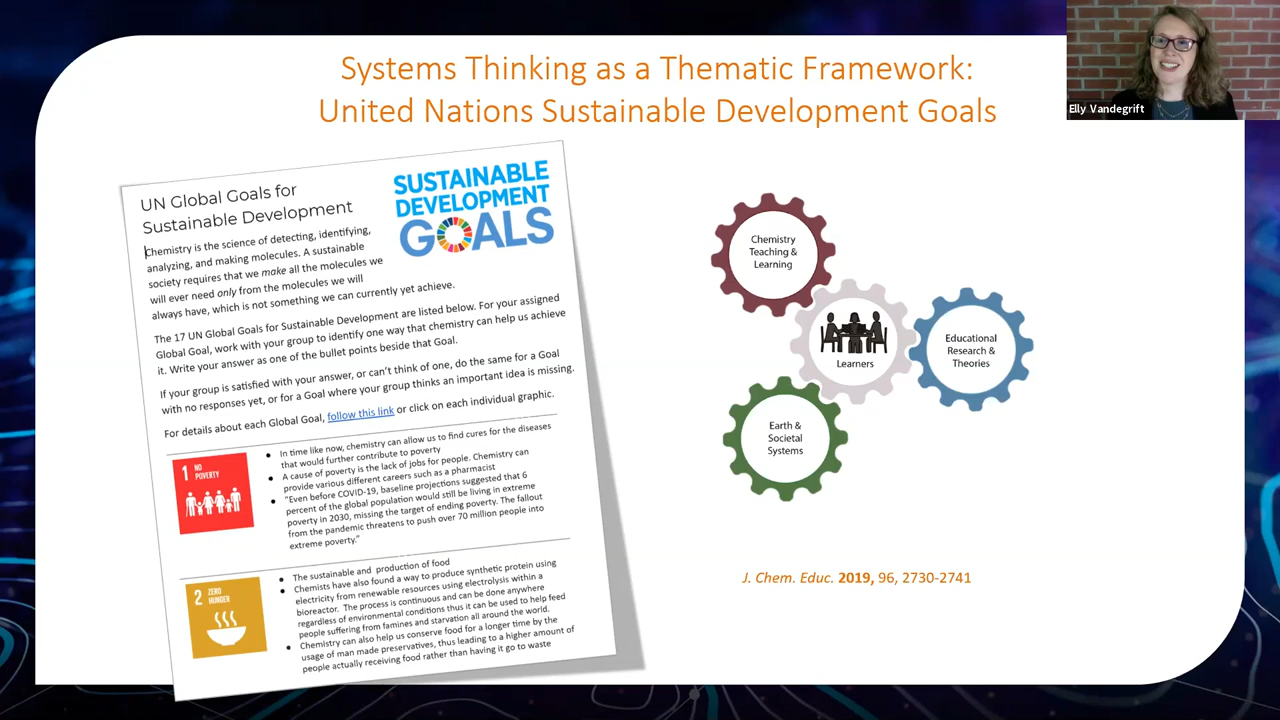 Systems Thinking as a Thematic Framework:
United Nations Sustainable Development Goals
Elly Vandegrift
UN Global Goals for
Sustainable Development
SUSTAINABLE
DEVELOPMENT
GOALS
Chemistry is the science of detecting, identifying,
analyzing, and making molecules. A sustainable
society requires that we make all the molecules we
will ever need only from the molecules we will
always have, which is not something we can currently yet achieve.
The 17 UN Global Goals for Sustainable Development are listed below. For your assigned
Global Goal, work with your group to identify one way that chemistry can help us achieve
it. Write your answer as one of the bullet points beside that Goal.
If your group is satisfied with your answer, or can't think of one, do the same for a Goal
with no responses yet, or for a Goal where your group thinks an important idea is missing.
For details about each Global Goal, follow this link or click on each individual graphic.
1 NO
POVERTY
• In time like now, chemistry can allow us to find cures for the diseases
that would further contribute to poverty
• A cause of poverty is the lack of jobs for people. Chemistry can
provide various different careers such as a pharmacist
• "Even before COVID-19, baseline projections suggested that 6
percent of the global population would still be living in extreme
poverty in 2030, missing the target of ending poverty. The fallout
from the pandemic threatens to push over 70 million people into
extreme poverty."
2 ZERO
HUNGER
• The sustainable and production of food
• Chemists have also found a way to produce synthetic protein using
electricity from renewable resources using electrolysis within a
bioreactor. The process is continuous and can be done anywhere
regardless of environmental conditions thus it can be used to help feed
people suffering from famines and starvation all around the world.
• Chemistry can also help us conserve food for a longer time by the
usage of man made preservatives, thus leading to a higher amount of
people actually receiving food rather than having it go to waste
Chemistry
Teaching &
Learning
Learners
Educational
Research &
Theories
Earth &
Societal
Systems
J. Chem. Educ. 2019, 96, 2730-2741